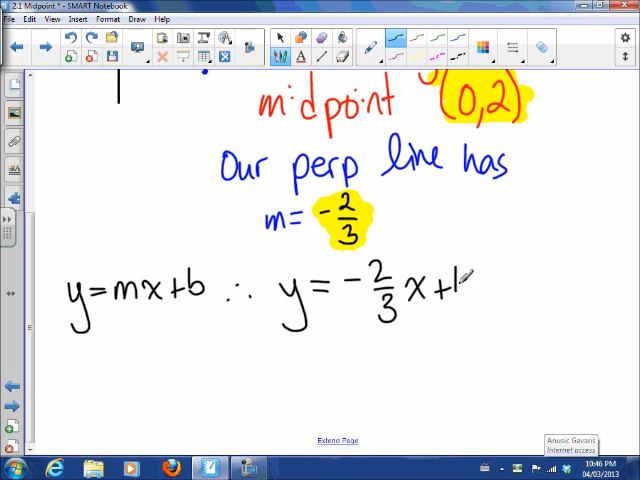 2.1 Midpoint * - SMART Notebook
File Edit View Insert Format Tools Draw Help
midpoint (0,2)
Our perp line has
m= -2/3
y=mx+b ∴ y= -2/3 x+
Extend Page
Anusic Gavaris
Internet access
10:46 PM
04/03/2013